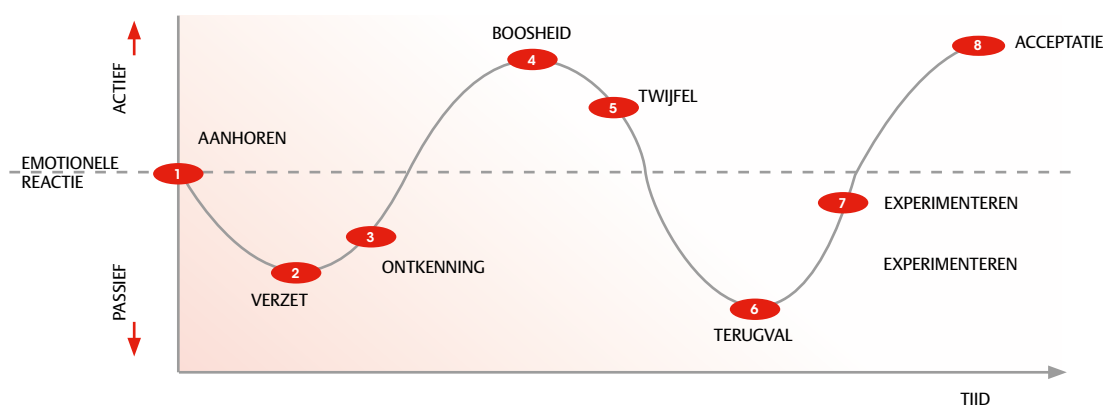 BOOSHEID
4
8
ACCEPTATIE
ACTIEF
5
TWIJFEL
AANHOREN
EMOTIONELE
REACTIE
1
7
EXPERIMENTEREN
3
ONTKENNING
EXPERIMENTEREN
2
VERZET
PASSIEF
6
TERUGVAL
TIJD